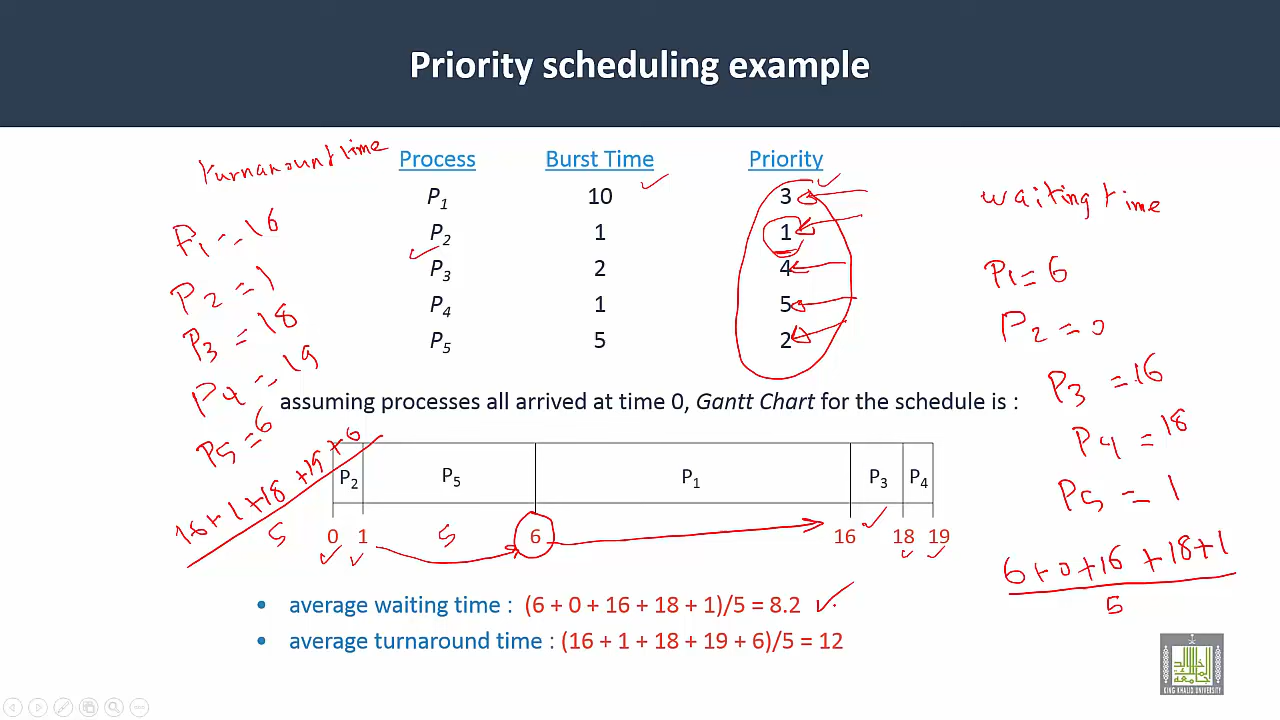 Priority scheduling example
turnaround time
Process Burst Time Priority
P1 10 3
P2 1 1
P3 2 4
P4 1 5
P5 5 2
P1 = 16
P2 = 1
P3 = 18
P4 = 19
P5 = 6
16+1+18+19+6
5
waiting time
P1 = 6
P2 = 0
P3 = 16
P4 = 18
P5 = 1
6+0+16+18+1
5
assuming processes all arrived at time 0, Gantt Chart for the schedule is :
P2 P5 P1 P3 P4
0 1 5 6 16 18 19
• average waiting time : (6 + 0 + 16 + 18 + 1)/5 = 8.2
• average turnaround time : (16 + 1 + 18 + 19 + 6)/5 = 12
KING KHALID UNIVERSITY